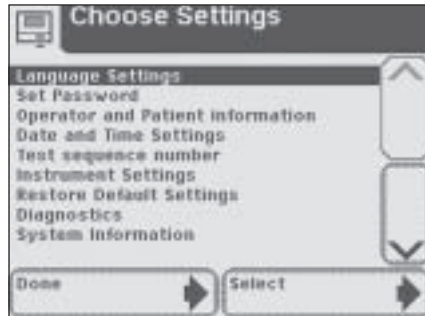 Choose Settings
Language Settings
Set Password
Operator and Patient information
Date and Time Settings
Test sequence number
Instrument Settings
Restore Default Settings
Diagnostics
System Information
Done
Select